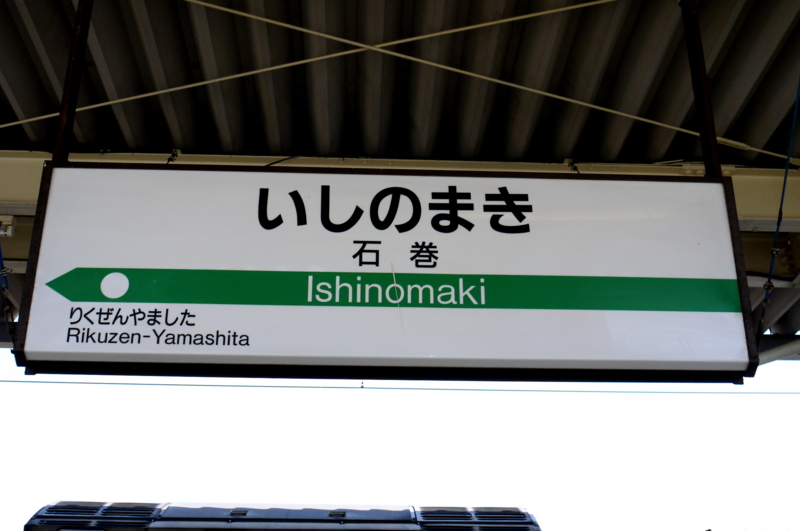 いしのまき
石巻
Ishinomaki
りくぜんやました
Rikuzen-Yamashita